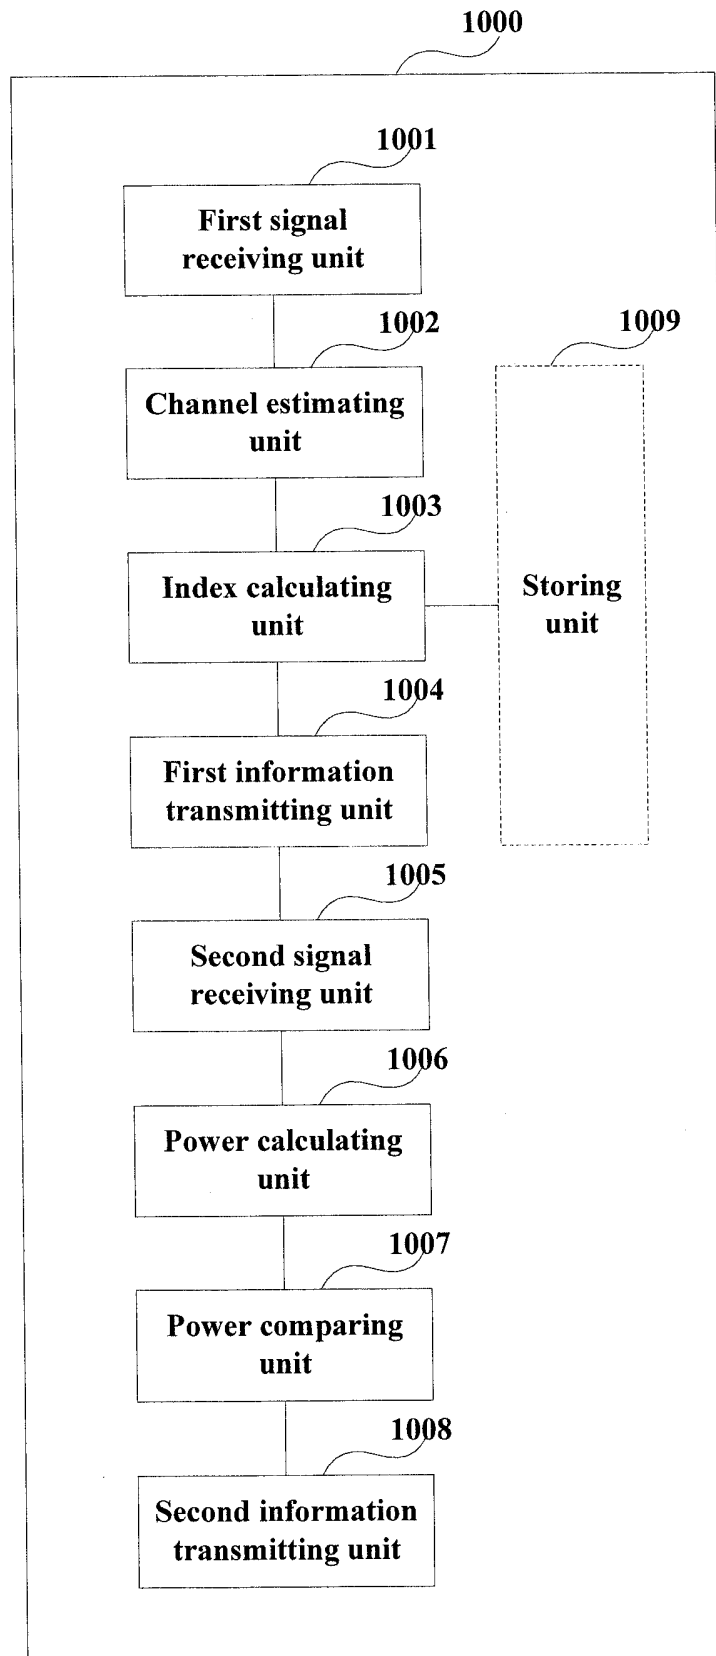 1000
1001
First signal
receiving unit
1002
Channel estimating
unit
1003
Index calculating
unit
1009
Storing
unit
1004
First information
transmitting unit
1005
Second signal
receiving unit
1006
Power calculating
unit
1007
Power comparing
unit
1008
Second information
transmitting unit